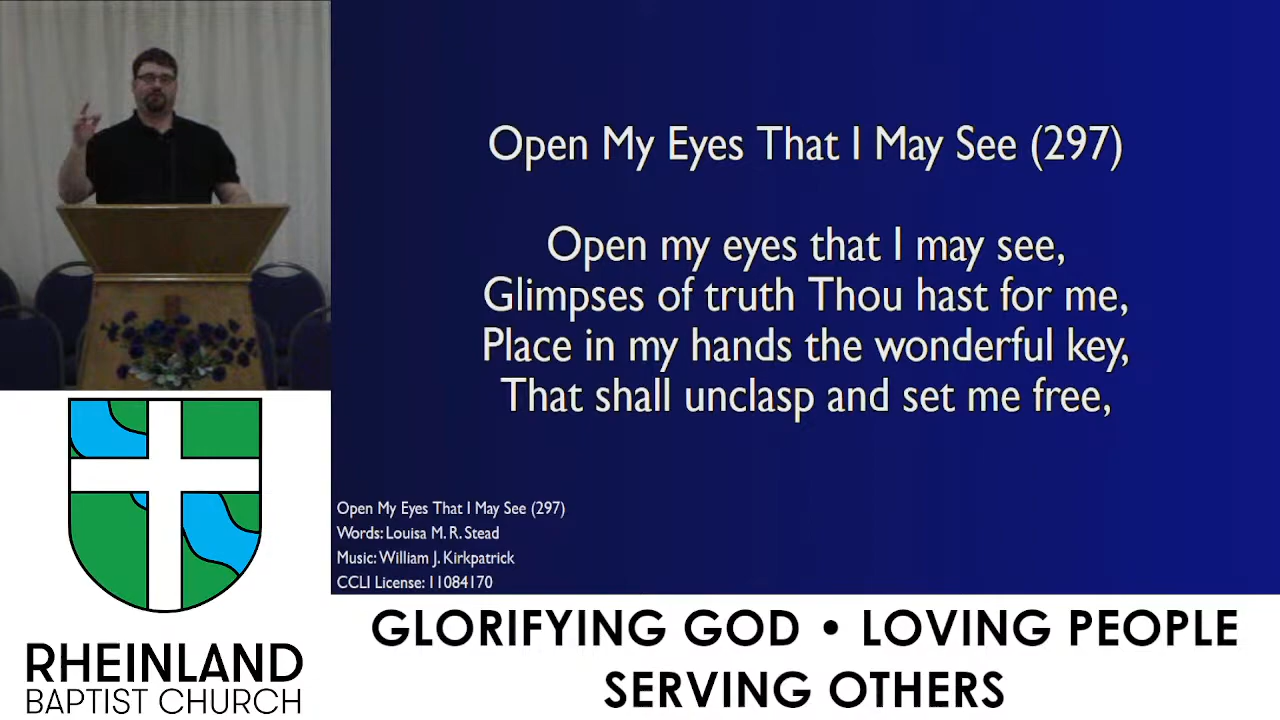 Open My Eyes That I May See (297)
Open my eyes that I may see,
Glimpses of truth Thou hast for me,
Place in my hands the wonderful key,
That shall unclasp and set me free,
Open My Eyes That I May See (297)
Words: Louisa M. R. Stead
Music: William J. Kirkpatrick
CCLI License: 11084170
RHEINLAND
BAPTIST CHURCH
GLORIFYING GOD • LOVING PEOPLE
SERVING OTHERS